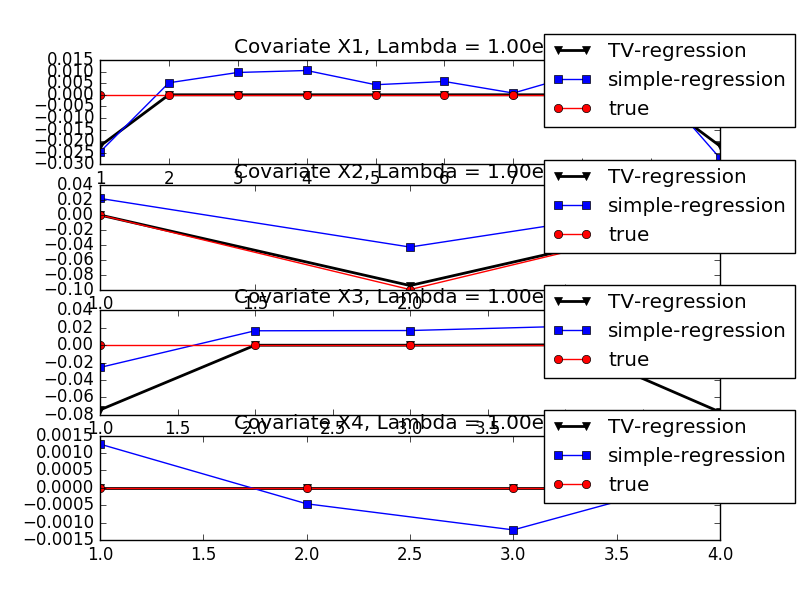 Covariate X1, Lambda = 1.00e
0.015
0.010
0.005
0.000
−0.005
−0.010
−0.015
−0.020
−0.025
−0.030
1 2 3 4 5 6 7
TV-regression
simple-regression
true
Covariate X2, Lambda = 1.00e
0.04
0.02
0.00
−0.02
−0.04
−0.06
−0.08
−0.10
1.0 1.5 2.0
TV-regression
simple-regression
true
Covariate X3, Lambda = 1.00e
0.04
0.02
0.00
−0.02
−0.04
−0.06
−0.08
1.0 1.5 2.0 2.5 3.0 3.5
TV-regression
simple-regression
true
Covariate X4, Lambda = 1.00e
0.0015
0.0010
0.0005
0.0000
−0.0005
−0.0010
−0.0015
1.0 1.5 2.0 2.5 3.0 3.5 4.0
TV-regression
simple-regression
true